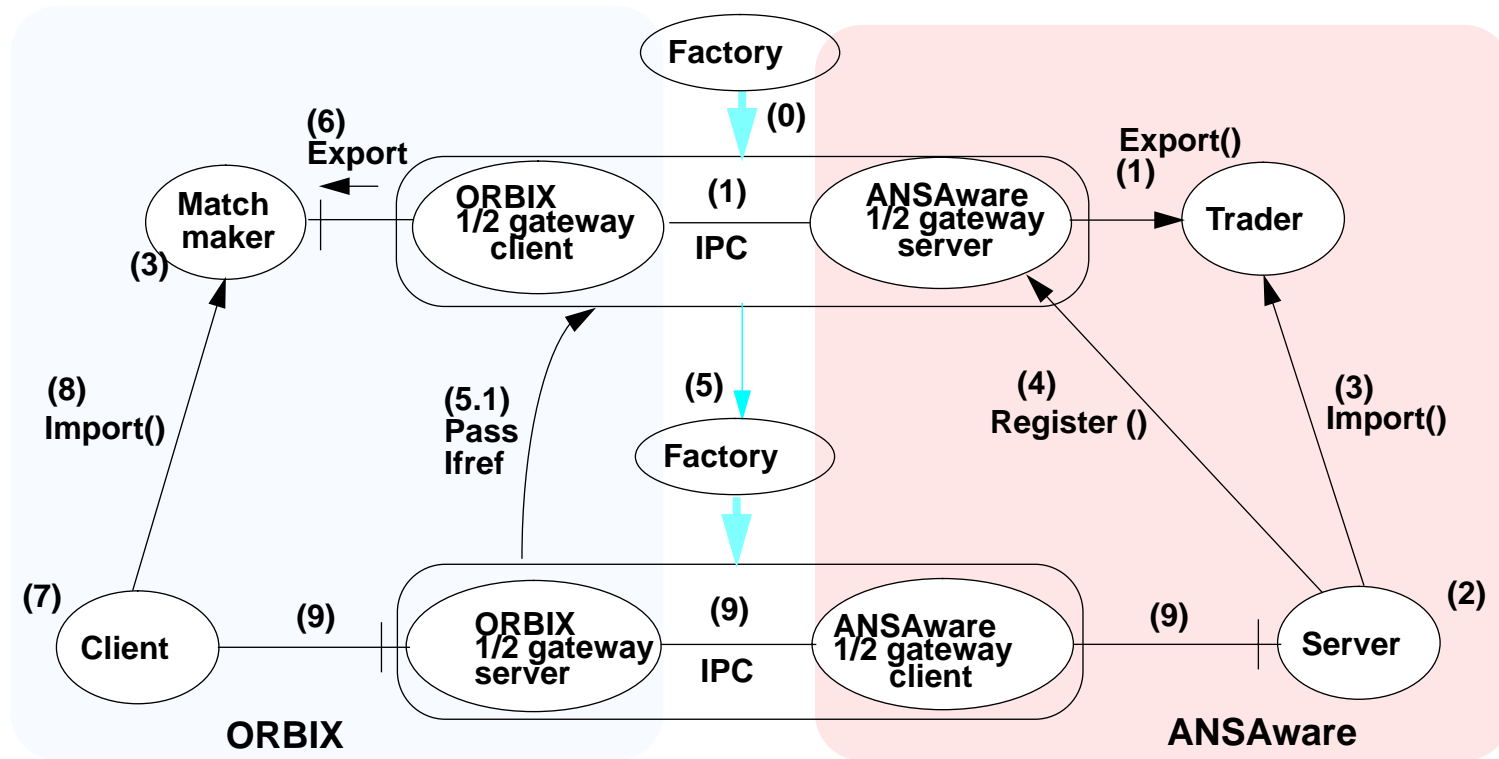 Factory
(0)
(6)
Export
Export()
(1)
Match
maker
(3)
ORBIX
1/2 gateway
client
(1)
IPC
ANSAware
1/2 gateway
server
Trader
(8)
Import()
(5.1)
Pass
Ifref
(5)
Factory
(4)
Register ()
(3)
Import()
(7)
Client
(9)
ORBIX
1/2 gateway
server
(9)
IPC
ANSAware
1/2 gateway
client
(9)
Server
(2)
ORBIX
ANSAware